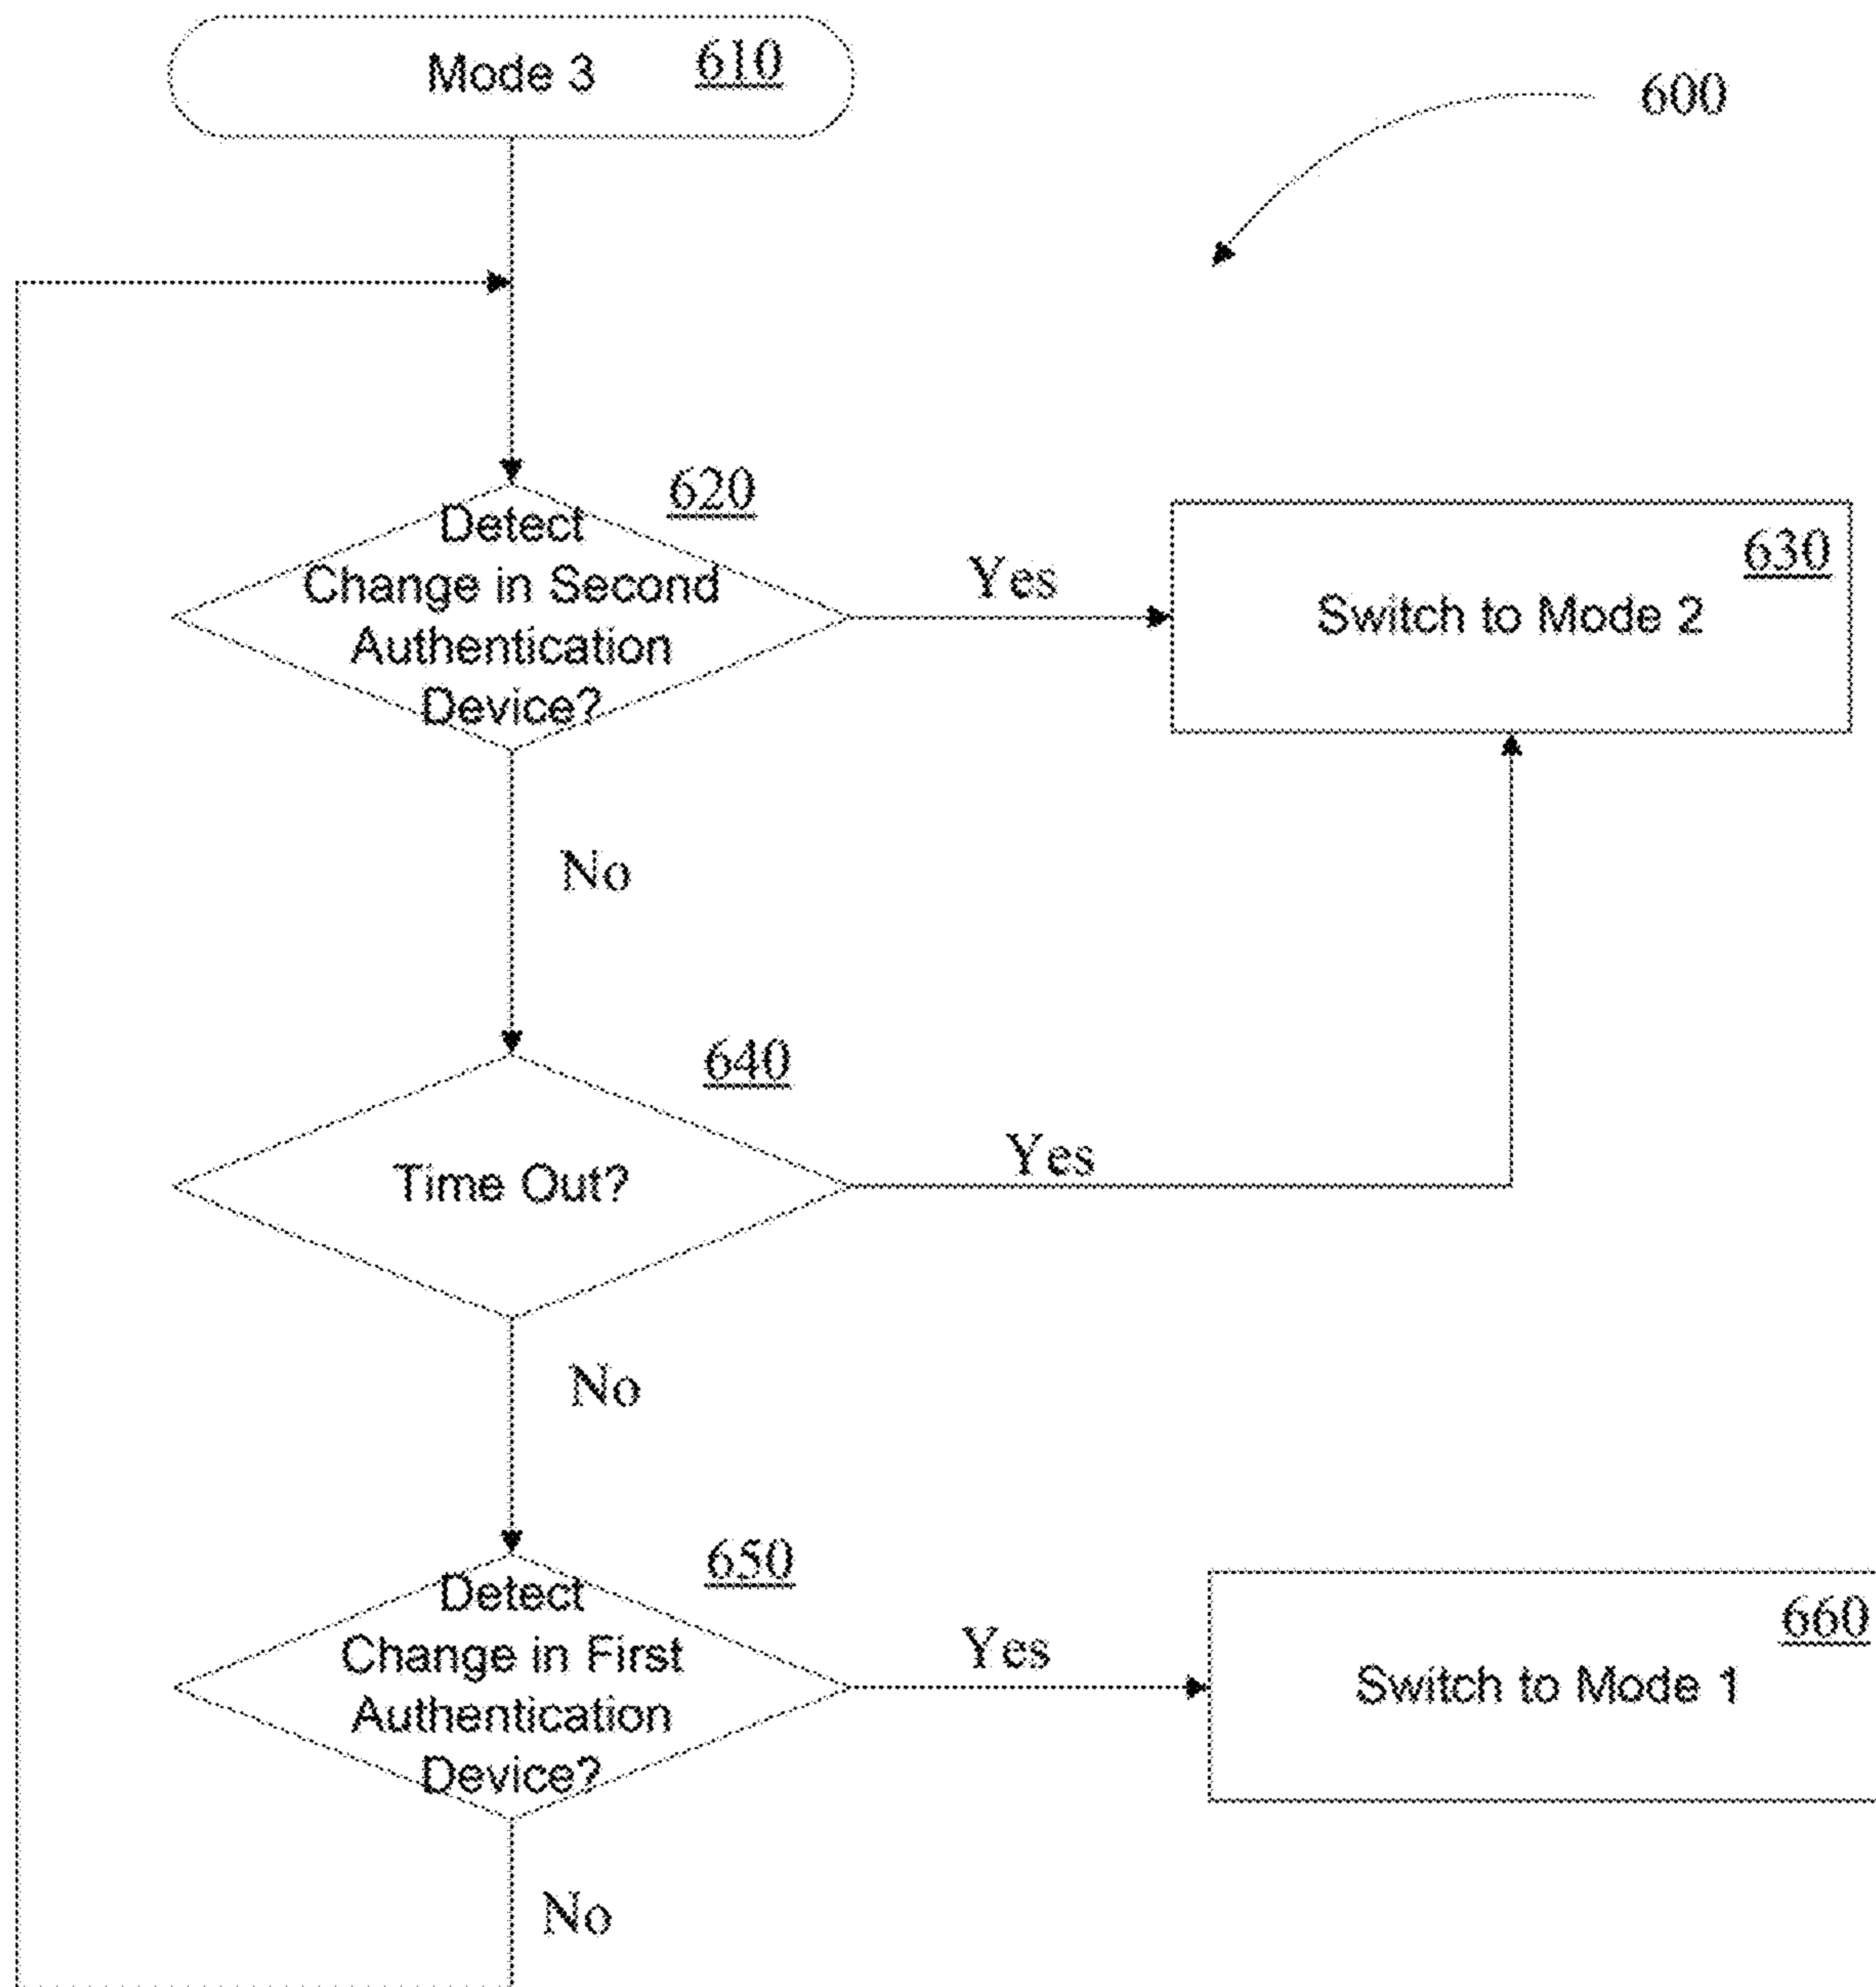 Mode 3 610
600
620
Detect
Change in Second
Authentication
Device?
Yes
630
Switch to Mode 2
No
640
Time Out?
Yes
No
650
Detect
Change in First
Authentication
Device?
Yes
660
Switch to Mode 1
No